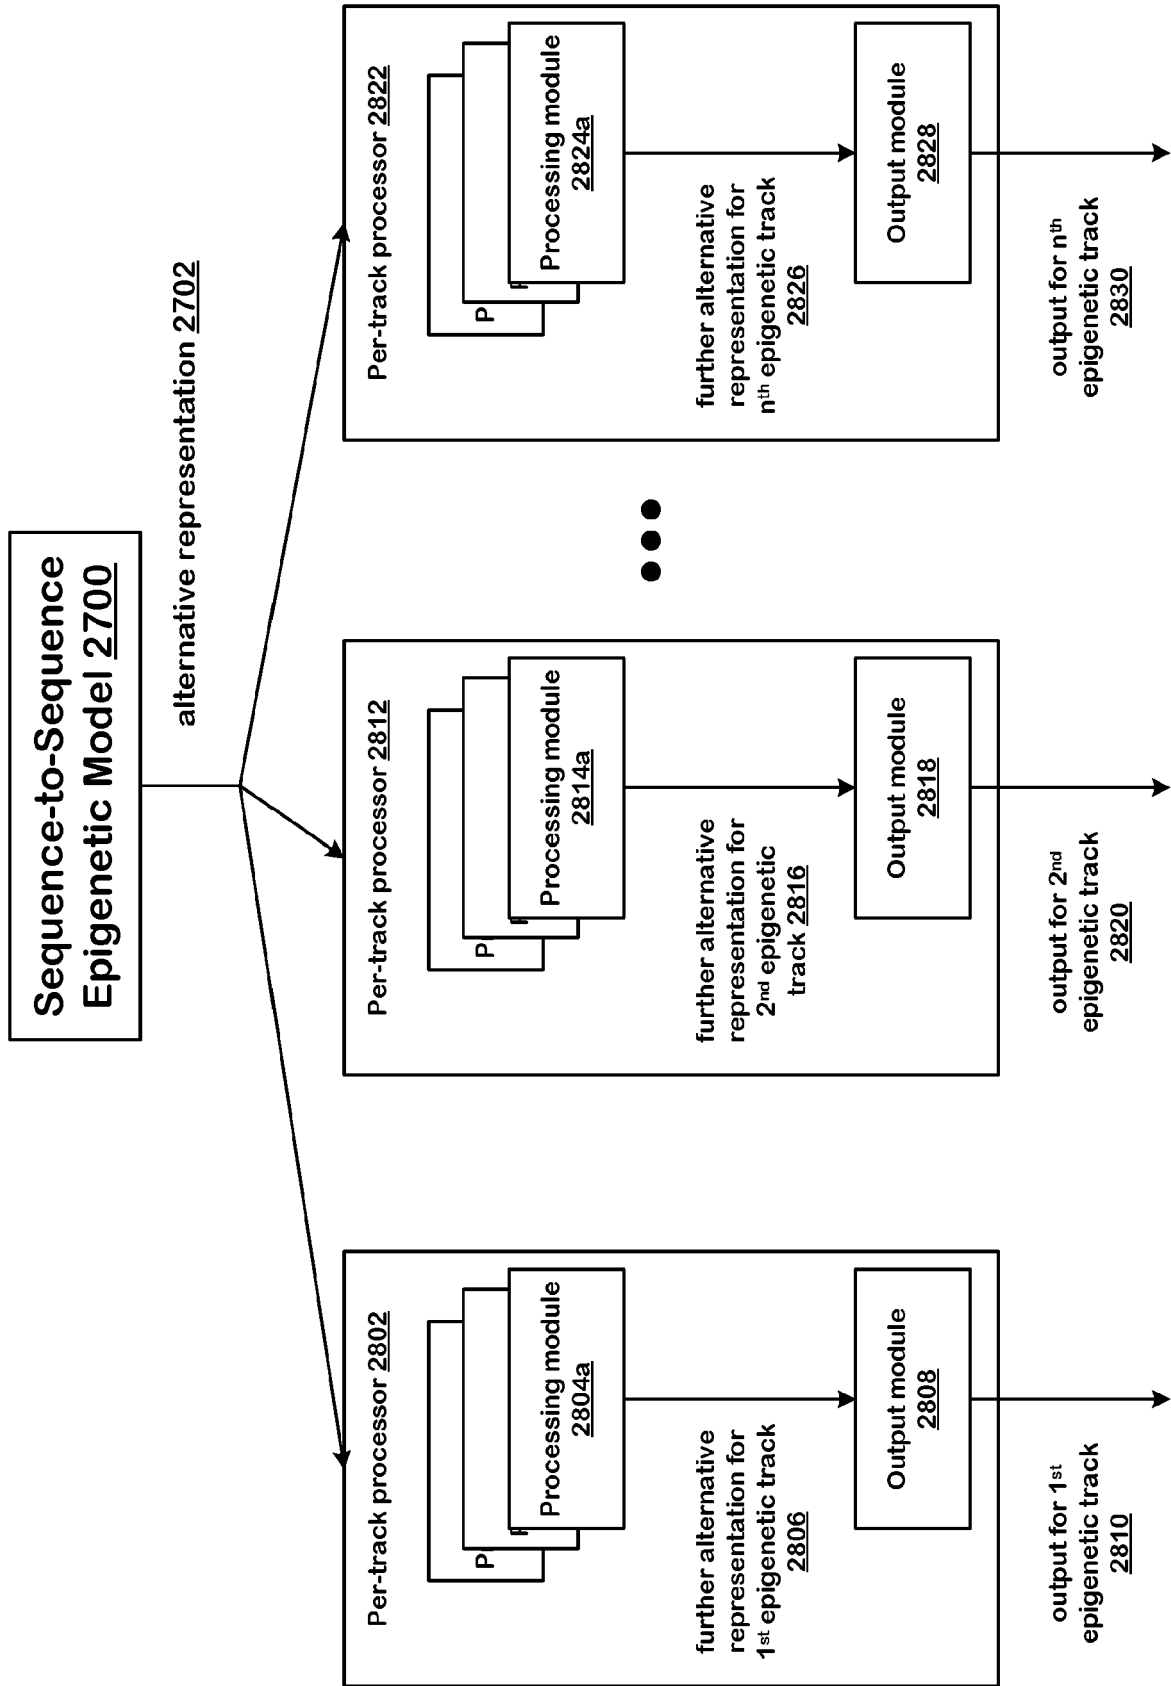 Sequence-to-Sequence
Epigenetic Model 2700
alternative representation 2702
Per-track processor 2802
P
Processing module
2804a
further alternative
representation for
1st epigenetic track
2806
Output module
2808
output for 1st
epigenetic track
2810
Per-track processor 2812
P
Processing module
2814a
further alternative
representation for
2nd epigenetic
track 2816
Output module
2818
output for 2nd
epigenetic track
2820
Per-track processor 2822
P
Processing module
2824a
further alternative
representation for
nth epigenetic track
2826
Output module
2828
output for nth
epigenetic track
2830